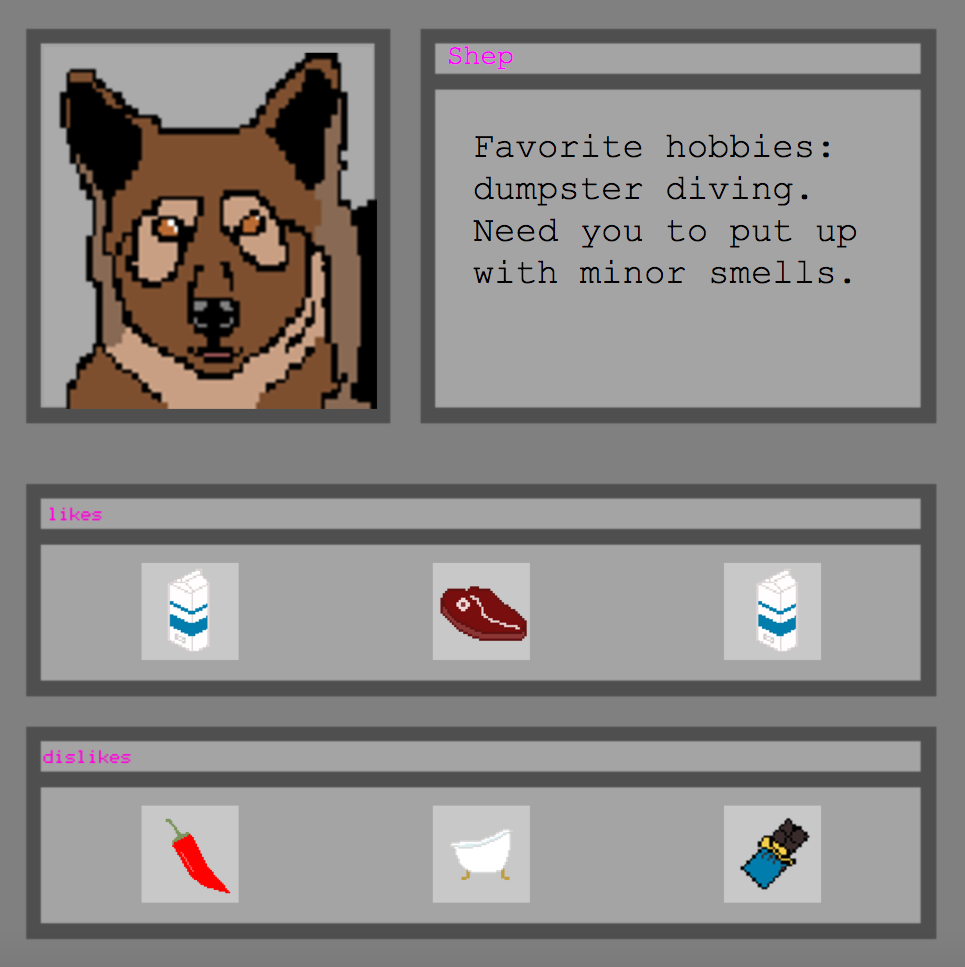 Shep
Favorite hobbies:
dumpster diving.
Need you to put up
with minor smells.
likes
dislikes